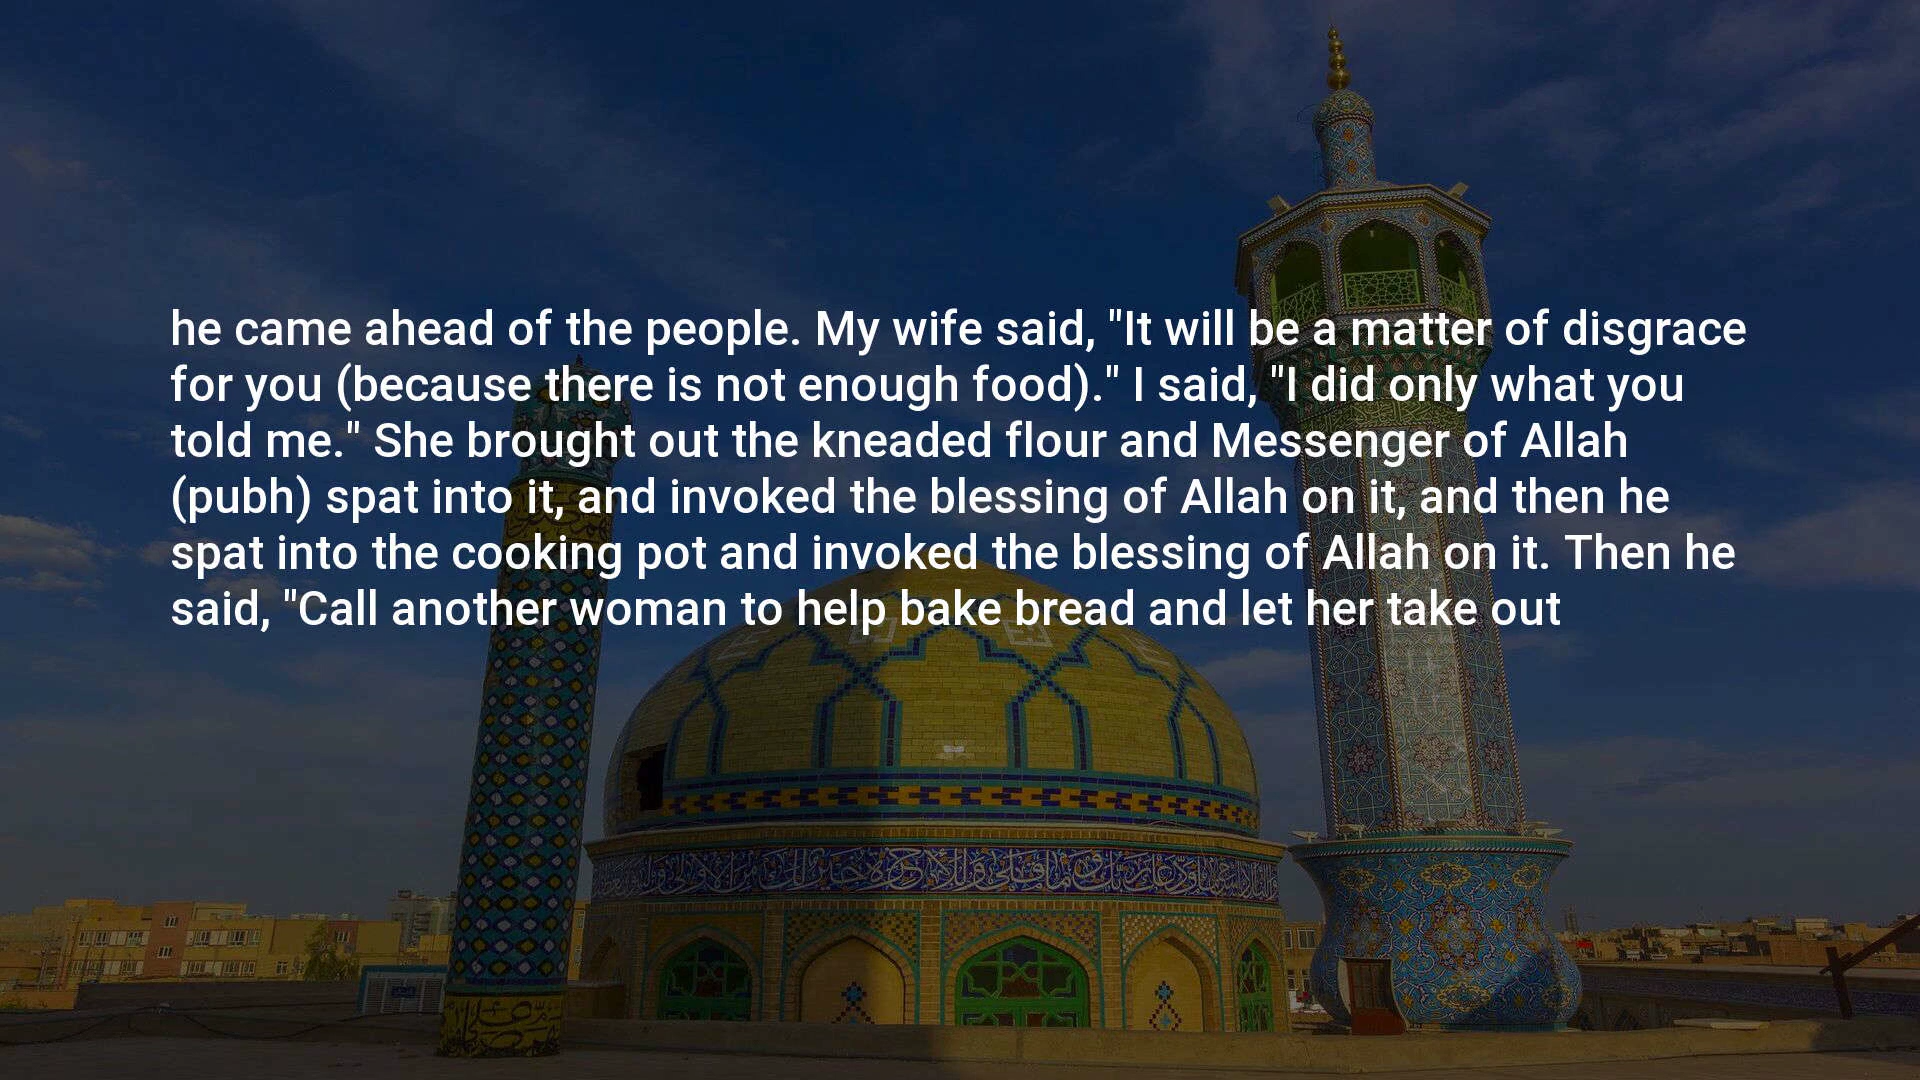 he came ahead of the people. My wife said, "It will be a matter of disgrace
for you (because there is not enough food)." I said, "I did only what you
told me." She brought out the kneaded flour and Messenger of Allah
(pubh) spat into it, and invoked the blessing of Allah on it, and then he
spat into the cooking pot and invoked the blessing of Allah on it. Then he
said, "Call another woman to help bake bread and let her take out